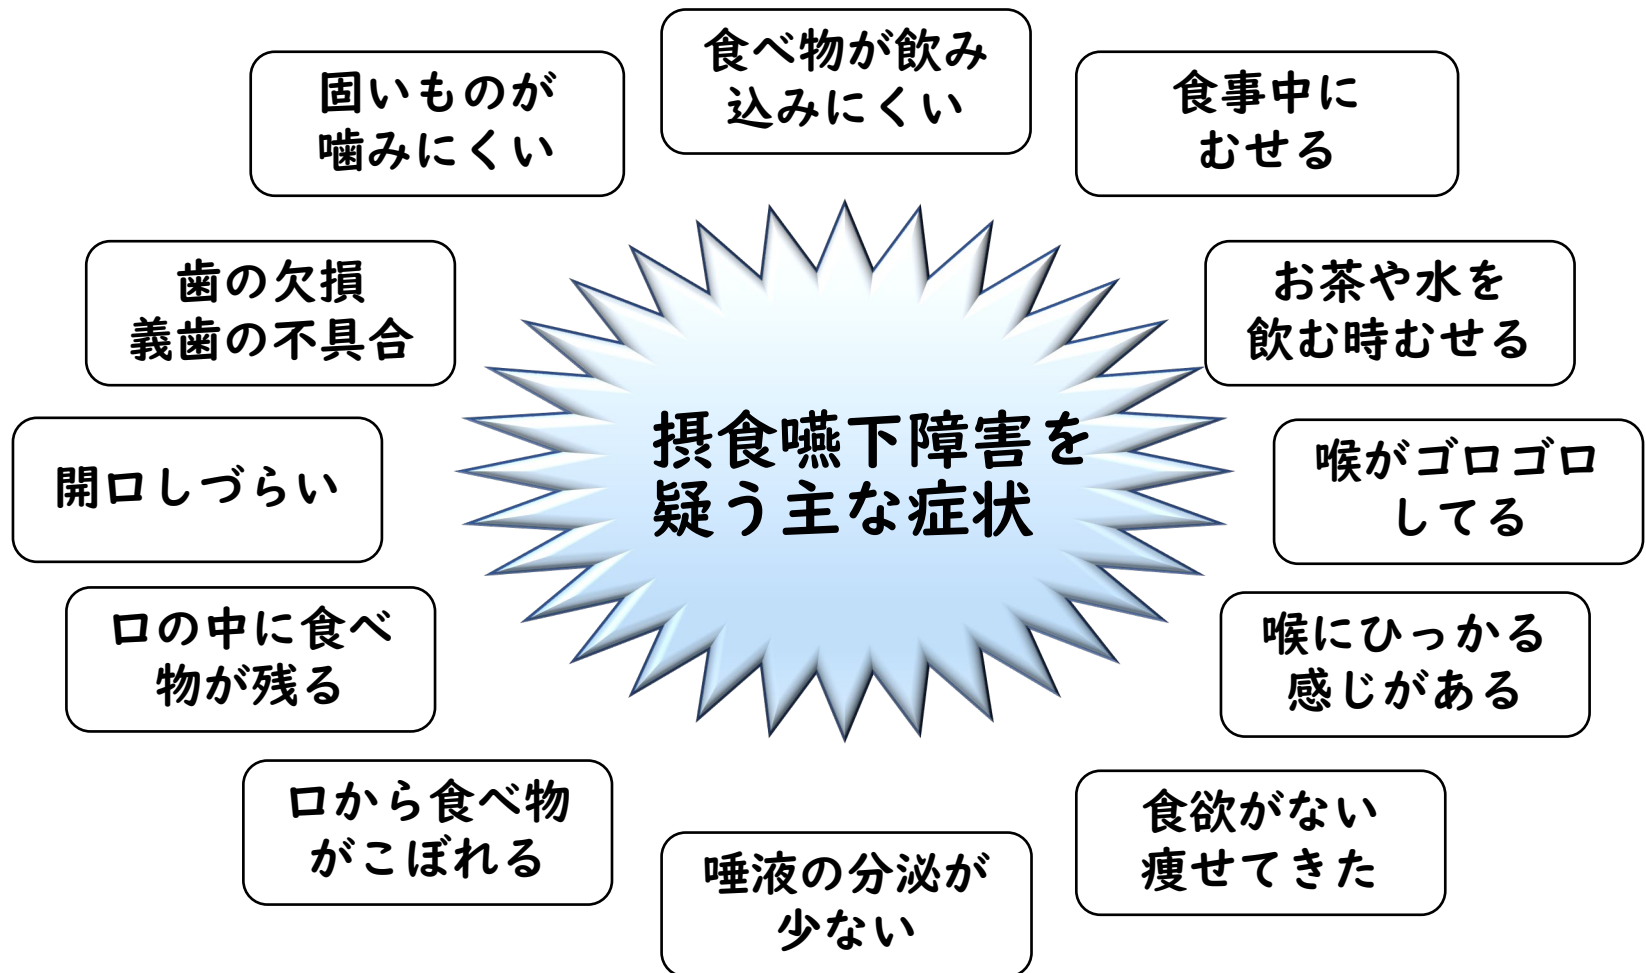 食べ物が飲み
込みにくい
固いものが
噛みにくい
食事中に
むせる
歯の欠損
義歯の不具合
お茶や水を
飲む時むせる
摂食嚥下障害を
疑う主な症状
開口しづらい
喉がゴロゴロ
してる
口の中に食べ
物が残る
喉にひっかる
感じがある
口から食べ物
がこぼれる
食欲がない
痩せてきた
唾液の分泌が
少ない